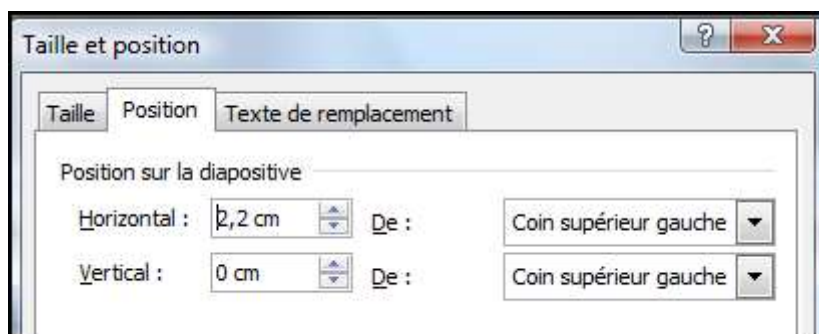 Taille et position
Taille Position Texte de remplacement
Position sur la diapositive
Horizontal : 2,2 cm De : Coin supérieur gauche
Vertical : 0 cm De : Coin supérieur gauche